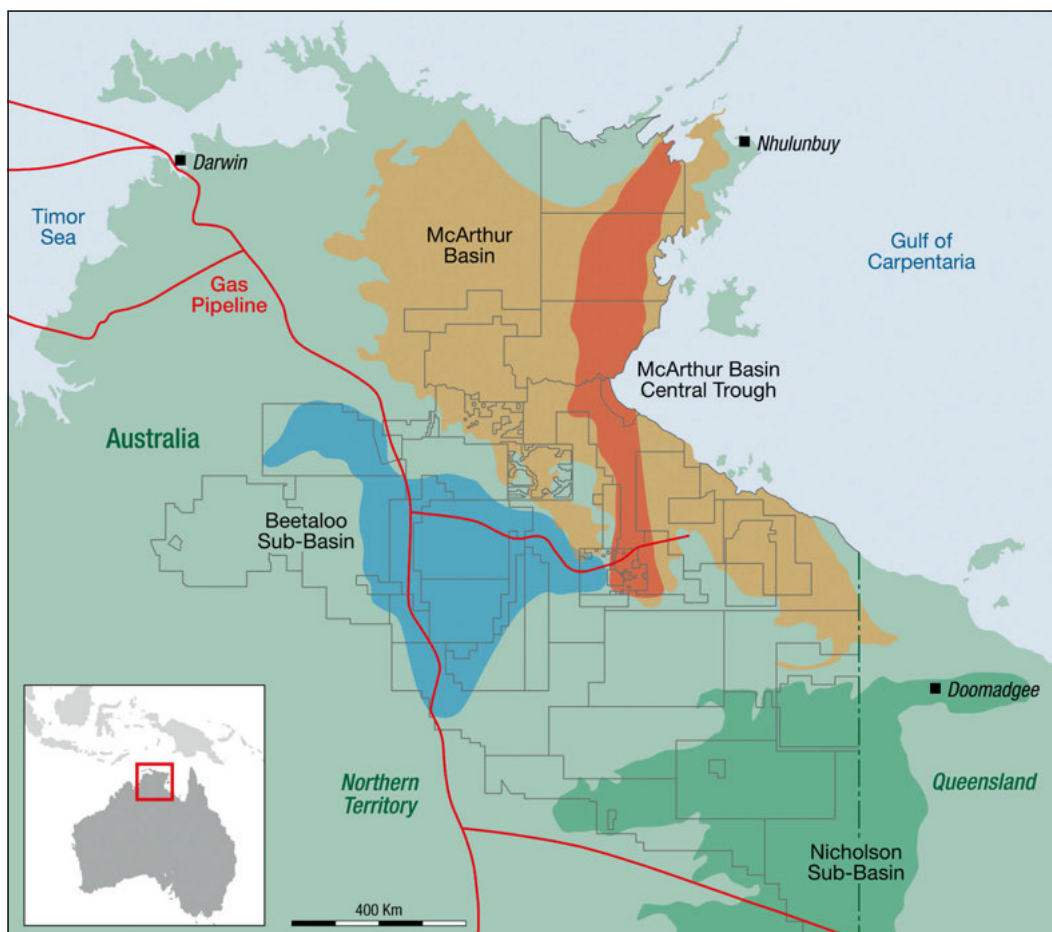 Darwin
Nhulunbuy
Timor
Sea
McArthur
Basin
Gulf of
Carpentaria
Gas
Pipeline
McArthur Basin
Central Trough
Australia
Beetaloo
Sub-Basin
Doomadgee
Northern
Territory
Queensland
Nicholson
Sub-Basin
400 Km